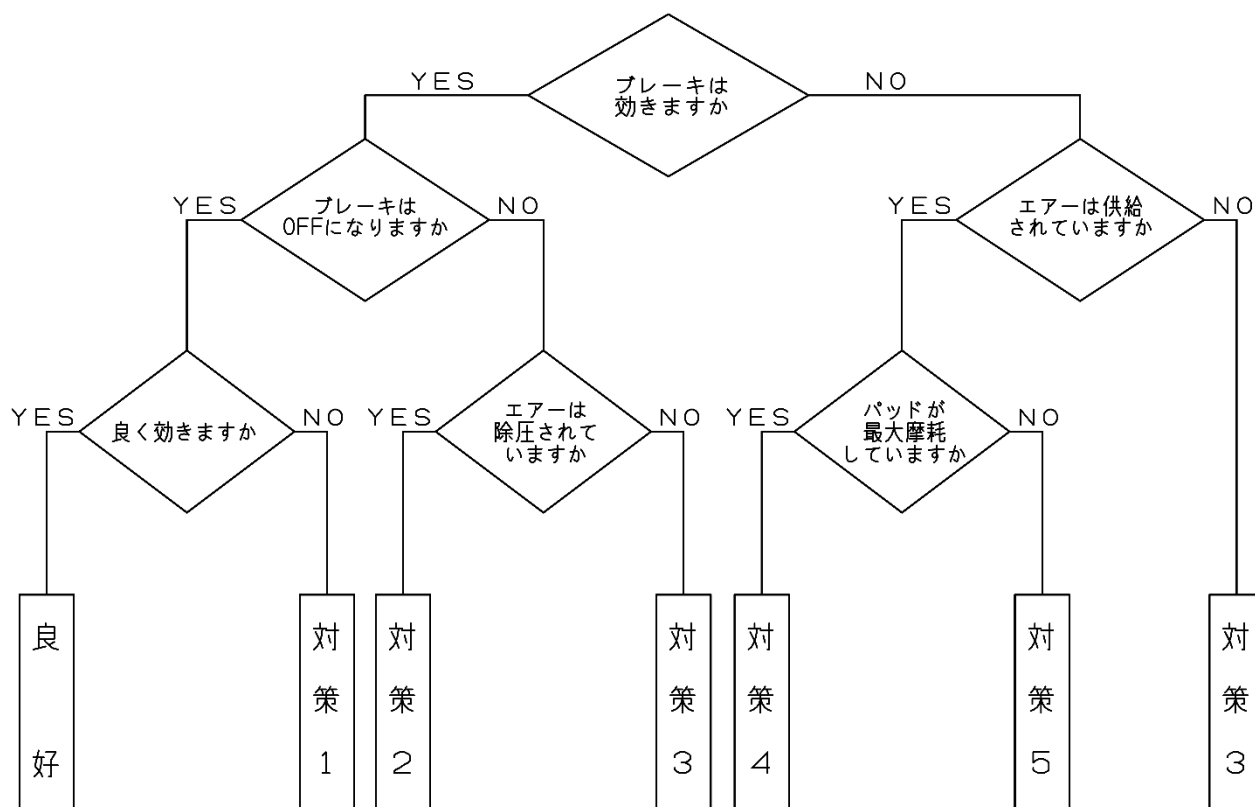 ブレーキは
効きますか
YES
NO
ブレーキは
OFFになりますか
YES
NO
エアーは供給
されていますか
YES
NO
良く効きますか
YES
NO
エアーは
除圧されて
いますか
YES
NO
パッドが
最大摩耗
していますか
YES
NO
良好
対策1
対策2
対策3
対策4
対策5
対策3